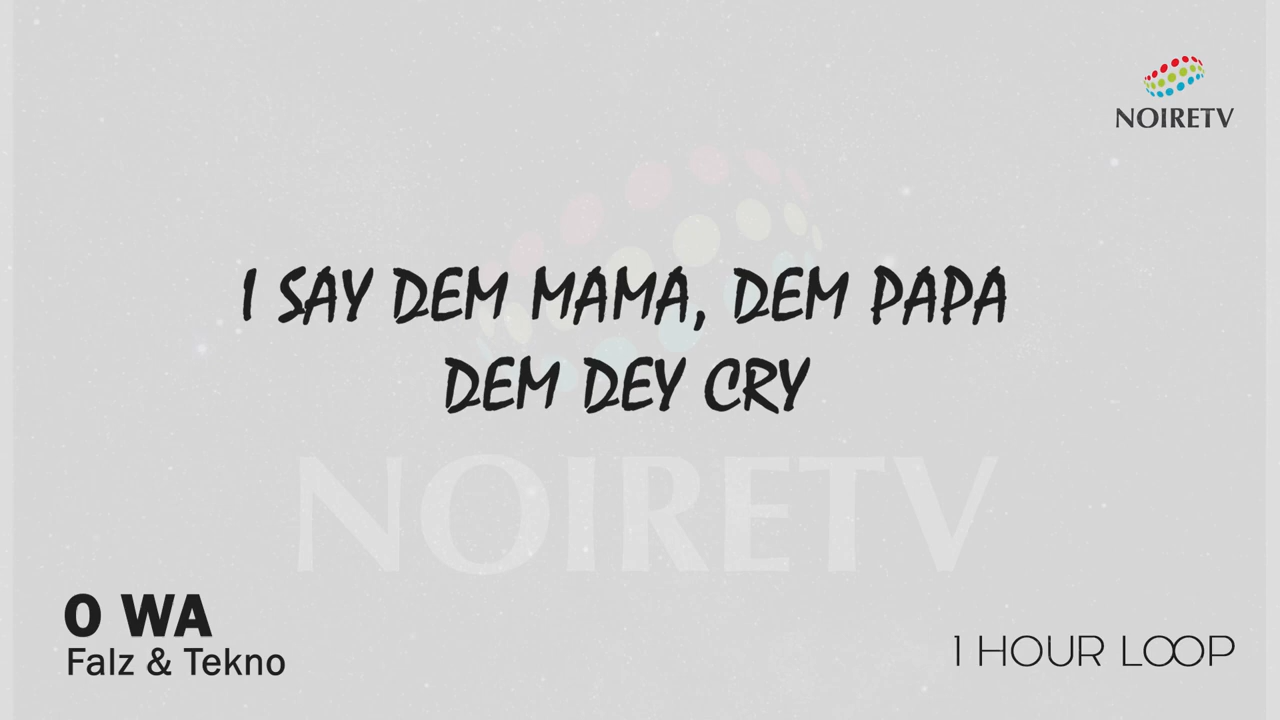 NOIRETV
I SAY DEM MAMA, DEM PAPA
DEM DEY CRY
NOIRETV
O WA
Falz & Tekno
1 HOUR LOOP